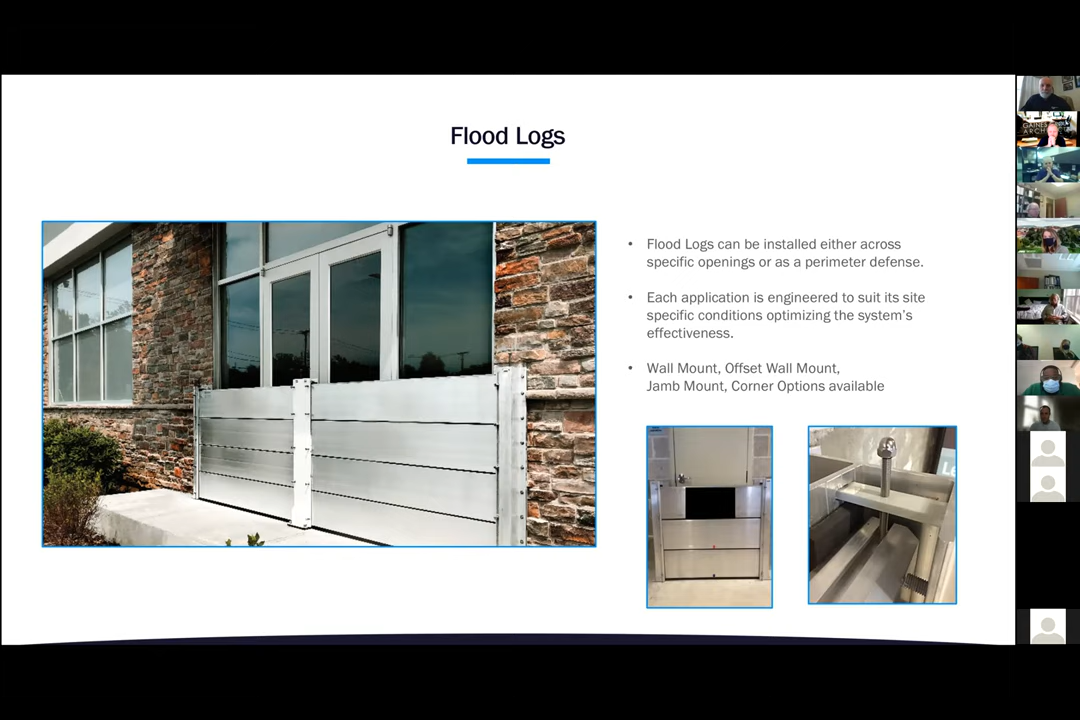 Flood Logs
• Flood Logs can be installed either across
specific openings or as a perimeter defense.
• Each application is engineered to suit its site
specific conditions optimizing the system's
effectiveness.
• Wall Mount, Offset Wall Mount,
Jamb Mount, Corner Options available